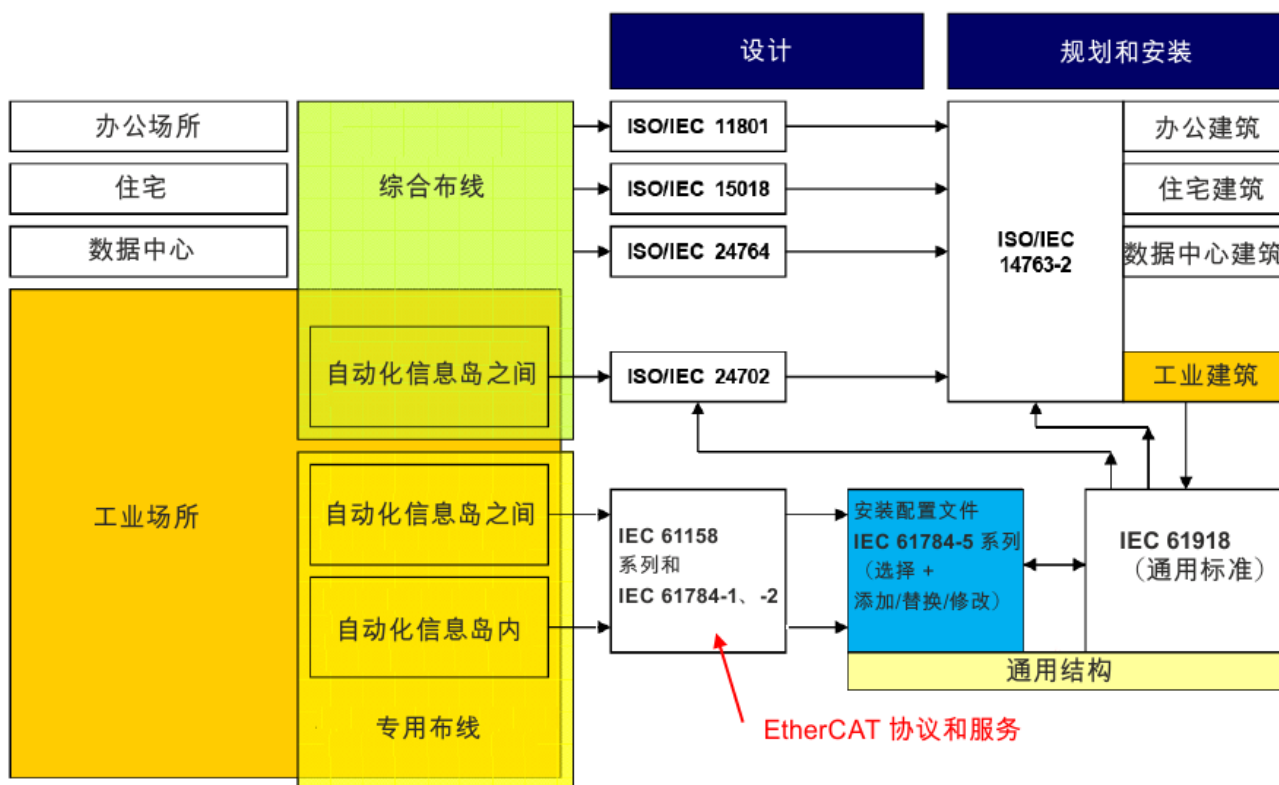 设计
规划和安装
办公场所
综合布线
ISO/IEC 11801
ISO/IEC
14763-2
办公建筑
住宅
ISO/IEC 15018
住宅建筑
数据中心
ISO/IEC 24764
数据中心建筑
工业场所
自动化信息岛之间
ISO/IEC 24702
工业建筑
自动化信息岛之间
IEC 61158
系列和
IEC 61784-1、-2
安装配置文件
IEC 61784-5 系列
（选择 +
添加/替换/修改）
IEC 61918
（通用标准）
自动化信息岛内
通用结构
专用布线
EtherCAT 协议和服务